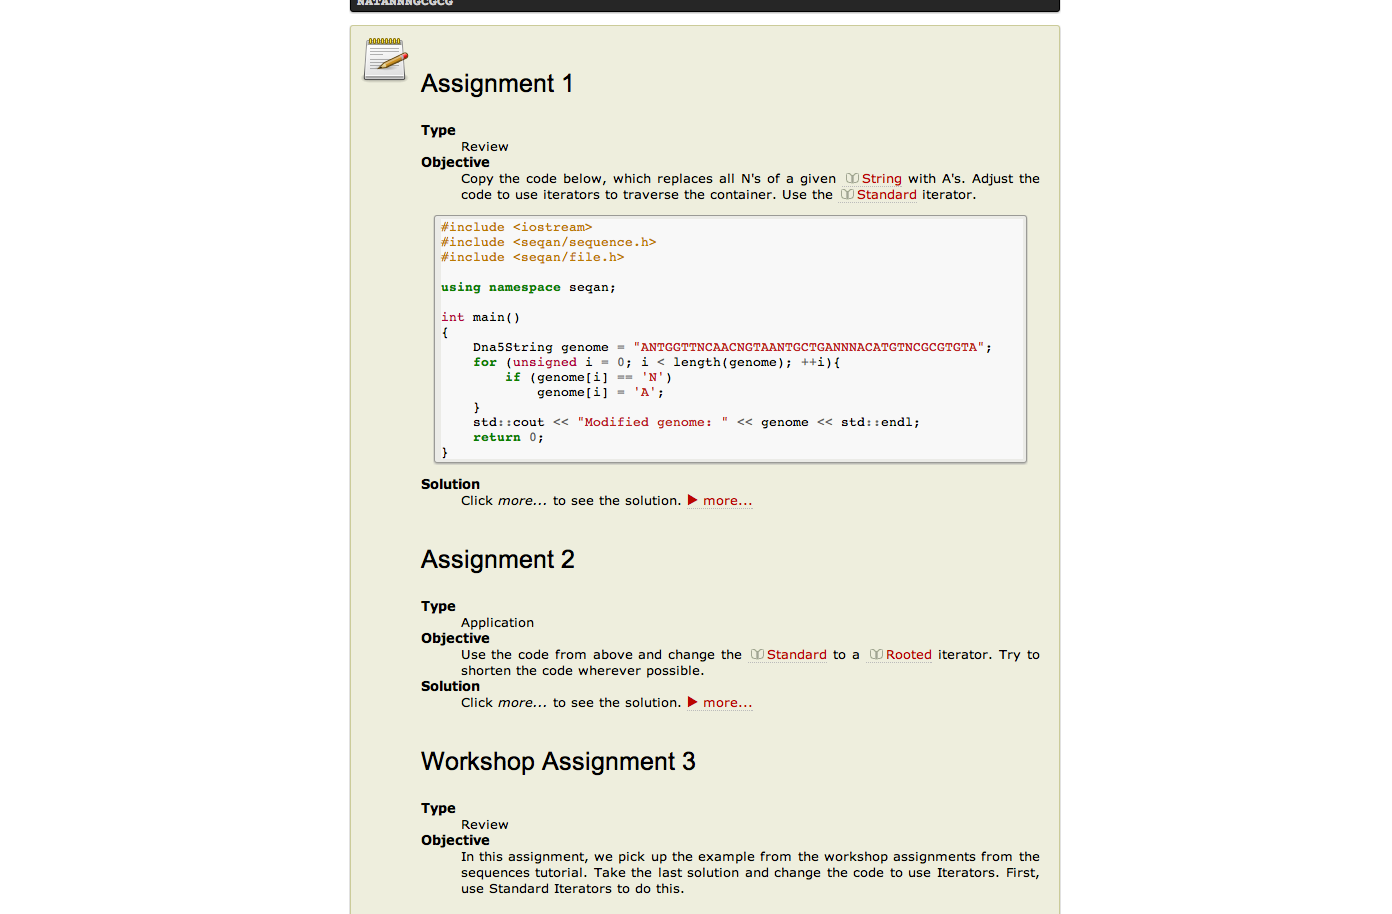 NATANNNGCGCG
Assignment 1
Type
Review
Objective
Copy the code below, which replaces all N's of a given String with A's. Adjust the
code to use iterators to traverse the container. Use the Standard iterator.
#include <iostream>
#include <seqan/sequence.h>
#include <seqan/file.h>
using namespace seqan;
int main()
{
Dna5String genome = "ANTGGTTNCAACNGTAANTGCTGANNNACATGTNCGCGTGTA";
for (unsigned i = 0; i < length(genome); ++i){
if (genome[i] == 'N')
genome[i] = 'A';
}
std::cout << "Modified genome: " << genome << std::endl;
return 0;
}
Solution
Click more... to see the solution. more...
Assignment 2
Type
Application
Objective
Use the code from above and change the Standard to a Rooted iterator. Try to
shorten the code wherever possible.
Solution
Click more... to see the solution. more...
Workshop Assignment 3
Type
Review
Objective
In this assignment, we pick up the example from the workshop assignments from the
sequences tutorial. Take the last solution and change the code to use Iterators. First,
use Standard Iterators to do this.